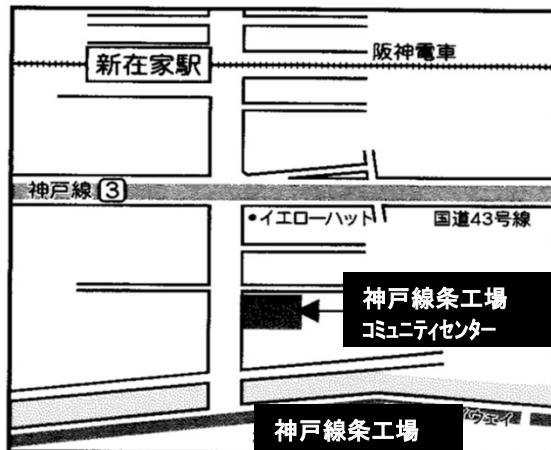 阪神電車
新在家駅
神戸線 3
•イエローハット
国道43号線
神戸線条工場
コミュニティセンター
ウェイ
神戸線条工場